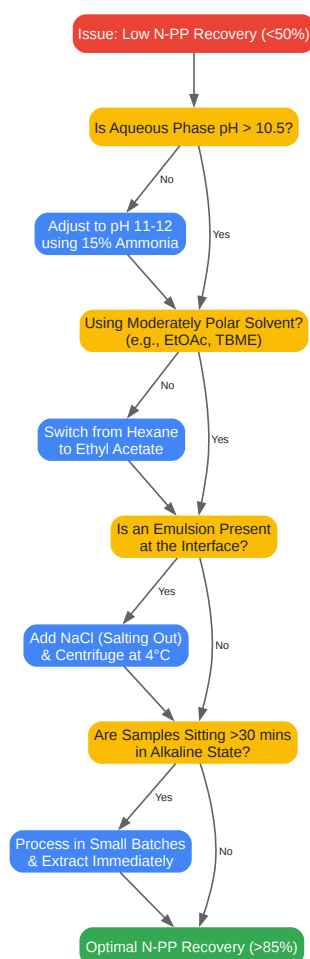 Issue: Low N-PP Recovery (<50%)
Is Aqueous Phase pH > 10.5?
No
Adjust to pH 11-12
using 15% Ammonia
Yes
Using Moderately Polar Solvent?
(e.g., EtOAc, TBME)
No
Switch from Hexane
to Ethyl Acetate
Yes
Is an Emulsion Present
at the Interface?
Yes
Add NaCl (Salting Out)
& Centrifuge at 4°C
No
Are Samples Sitting >30 mins
in Alkaline State?
Yes
Process in Small Batches
& Extract Immediately
No
Optimal N-PP Recovery (>85%)